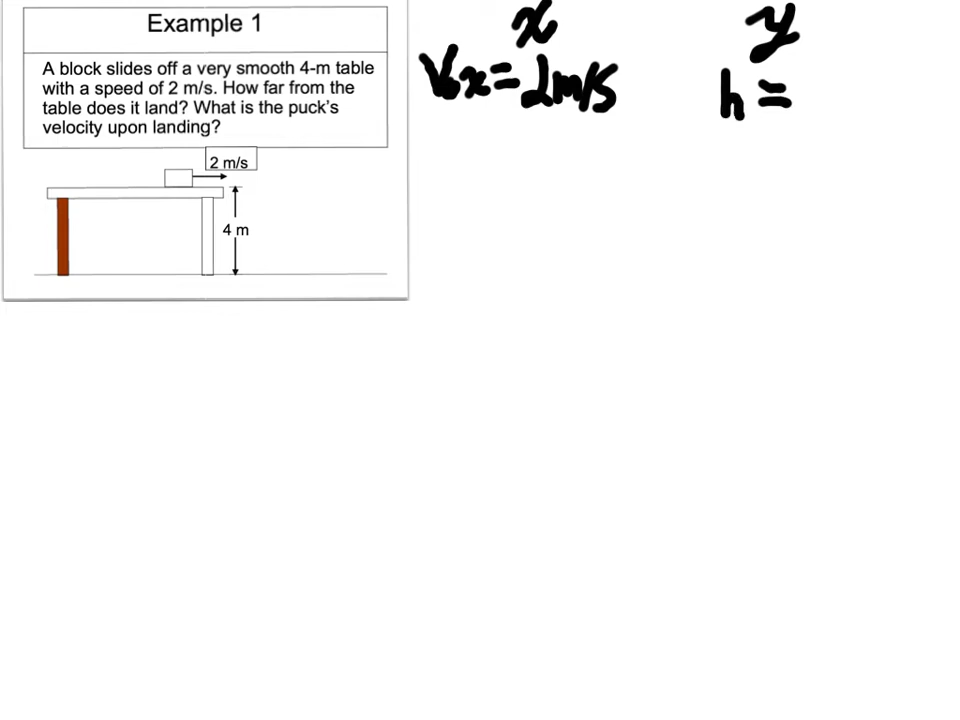 Example 1
A block slides off a very smooth 4-m table
with a speed of 2 m/s. How far from the
table does it land? What is the puck's
velocity upon landing?
2 m/s
4 m
x
y
V₀x = 2m/s
h =